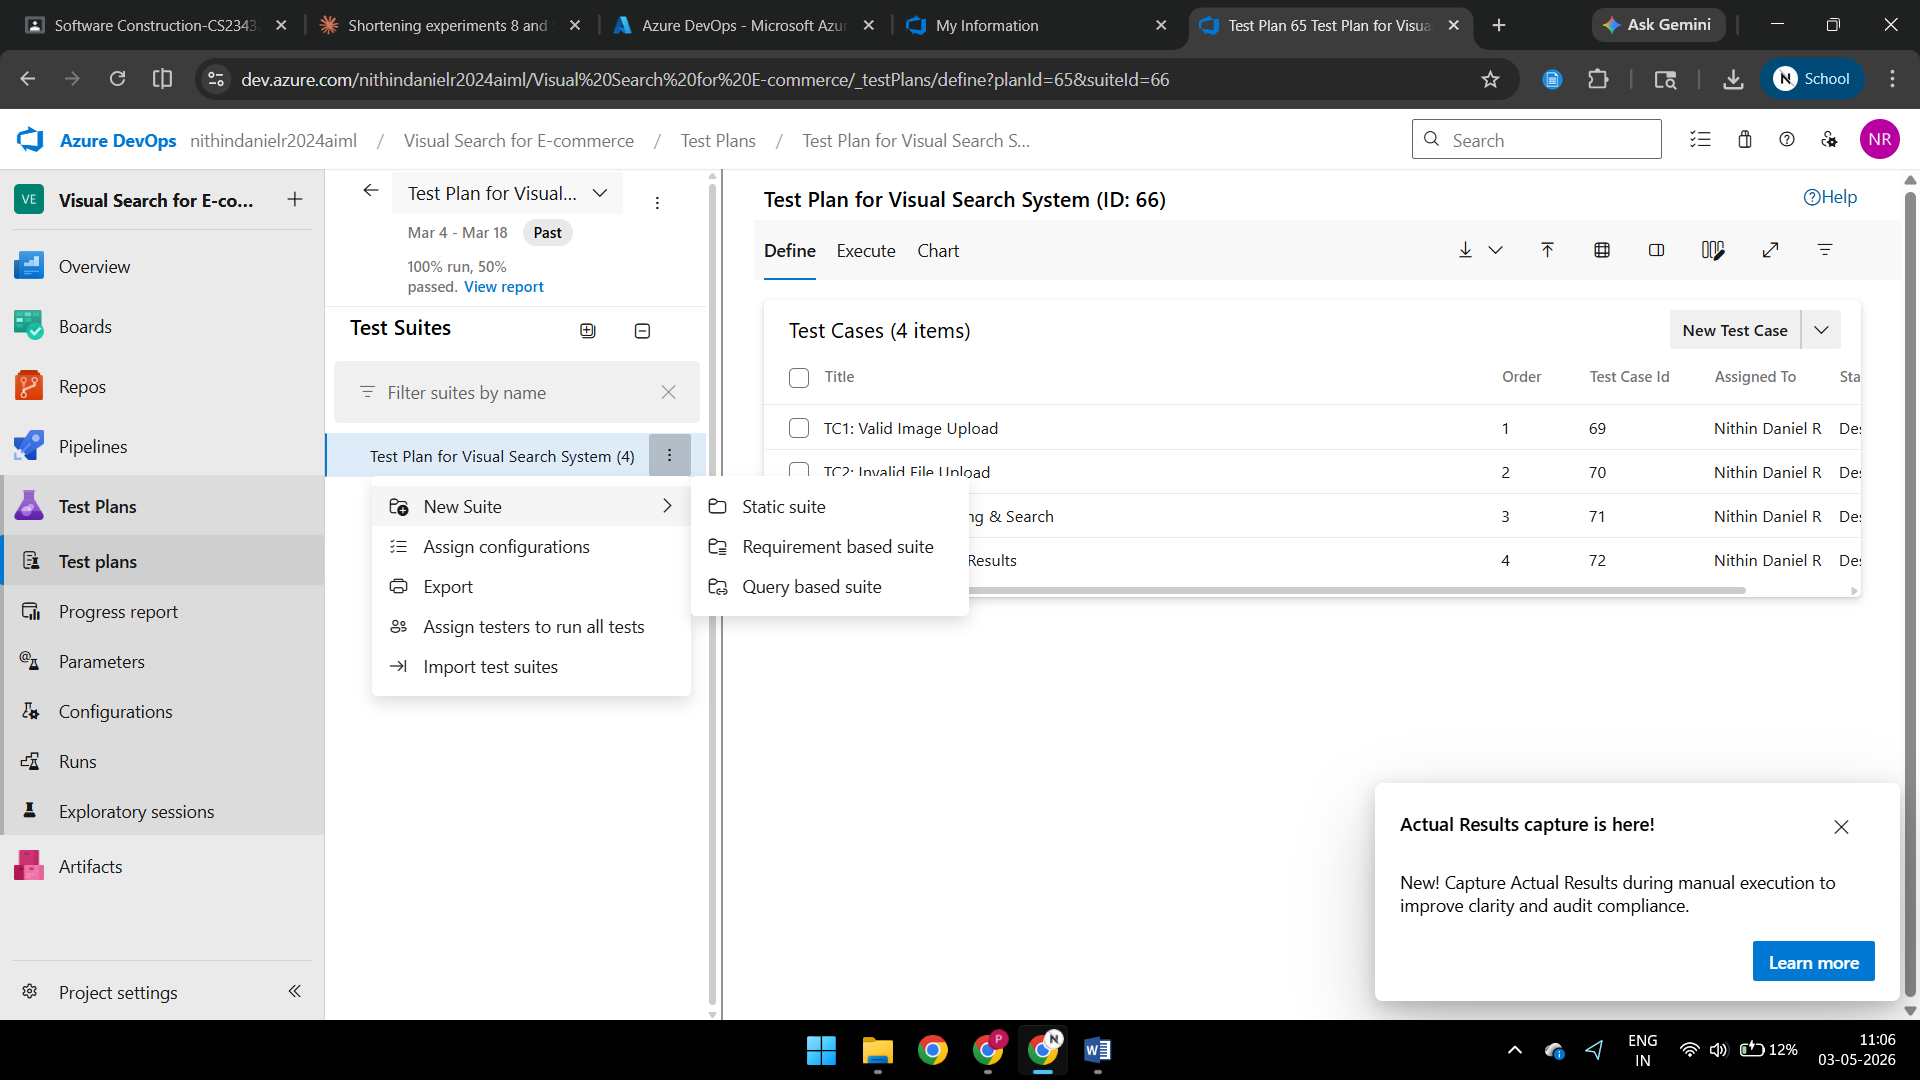 Software Construction-CS2343
Shortening experiments 8 and
Azure DevOps - Microsoft Azur
My Information
Test Plan 65 Test Plan for Visua
Ask Gemini
dev.azure.com/nithindanielr2024aiml/Visual%20Search%20for%20E-commerce/_testPlans/define?planId=65&suiteId=66
N School
Azure DevOps nithindanielr2024aiml / Visual Search for E-commerce / Test Plans / Test Plan for Visual Search S...
Search
NR
VE Visual Search for E-co...
Overview
Boards
Repos
Pipelines
Test Plans
Test plans
Progress report
Parameters
Configurations
Runs
Exploratory sessions
Artifacts
Project settings
Test Plan for Visual...
Mar 4 - Mar 18 Past
100% run, 50%
passed. View report
Test Suites
Filter suites by name
Test Plan for Visual Search System (4)
New Suite
Assign configurations
Export
Assign testers to run all tests
Import test suites
Static suite
Requirement based suite
Query based suite
Test Plan for Visual Search System (ID: 66)
Help
Define Execute Chart
Test Cases (4 items)
New Test Case
Title Order Test Case Id Assigned To Sta
TC1: Valid Image Upload 1 69 Nithin Daniel R Des
TC2: Invalid File Upload 2 70 Nithin Daniel R Des
ng & Search 3 71 Nithin Daniel R Des
Results 4 72 Nithin Daniel R Des
Actual Results capture is here!
New! Capture Actual Results during manual execution to
improve clarity and audit compliance.
Learn more
P
N
ENG
IN
12%
11:06
03-05-2026